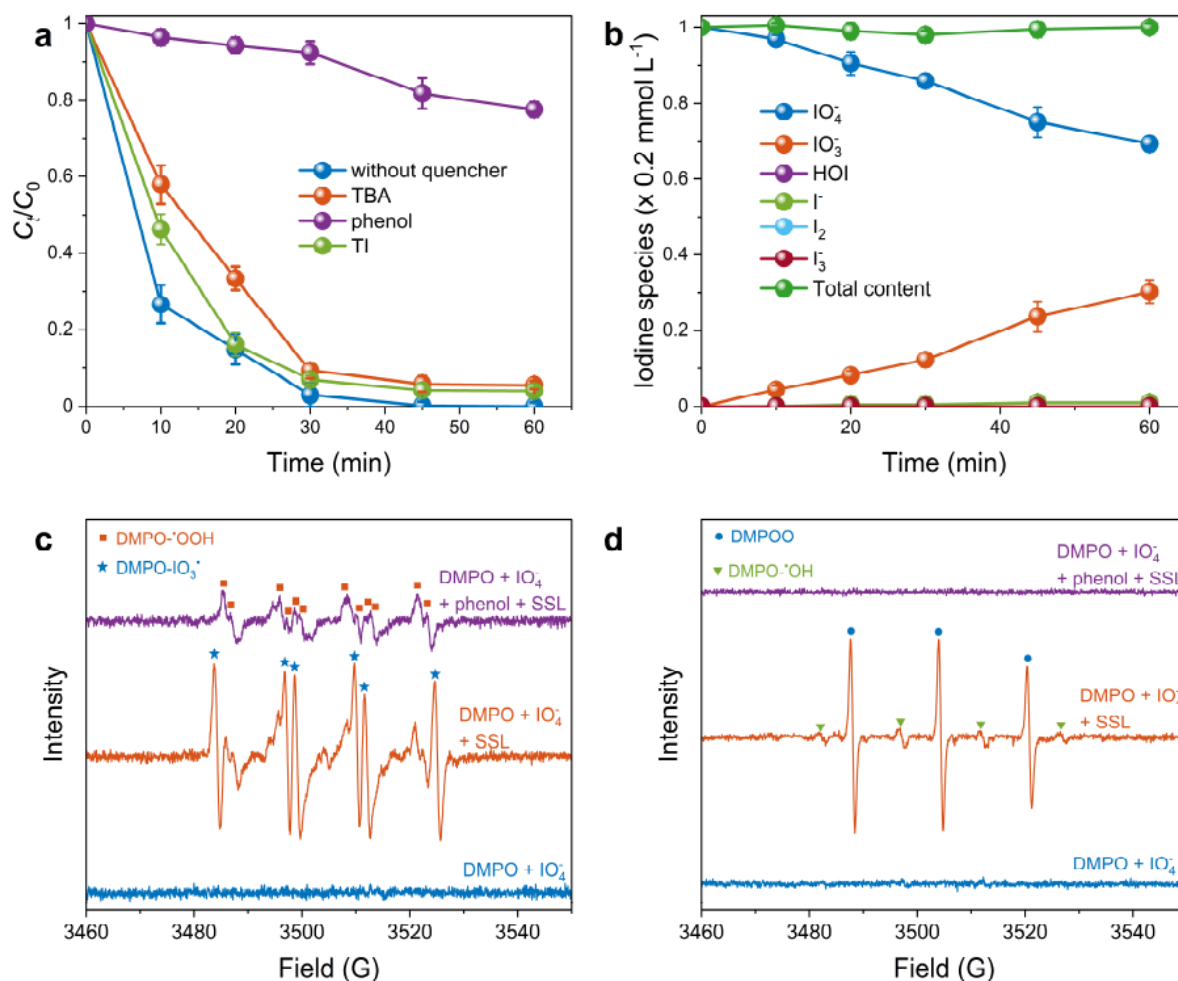 a
1
0.8
0.6
0.4
0.2
0
C_t/C_0
without quencher
TBA
phenol
TI
0 10 20 30 40 50 60
Time (min)
b
1
0.8
0.6
0.4
0.2
0
Iodine species (x 0.2 mmol L⁻¹)
IO₄⁻
IO₃⁻
HOI
I⁻
I₂
I₃⁻
Total content
0 20 40 60
Time (min)
c
DMPO-•OOH
DMPO-IO₃•
DMPO + IO₄⁻
+ phenol + SSL
DMPO + IO₄⁻
+ SSL
DMPO + IO₄⁻
Intensity
3460 3480 3500 3520 3540
Field (G)
d
DMPOO
DMPO-•OH
DMPO + IO₄⁻
+ phenol + SSL
DMPO + IO₄⁻
+ SSL
DMPO + IO₄⁻
Intensity
3460 3480 3500 3520 3540
Field (G)